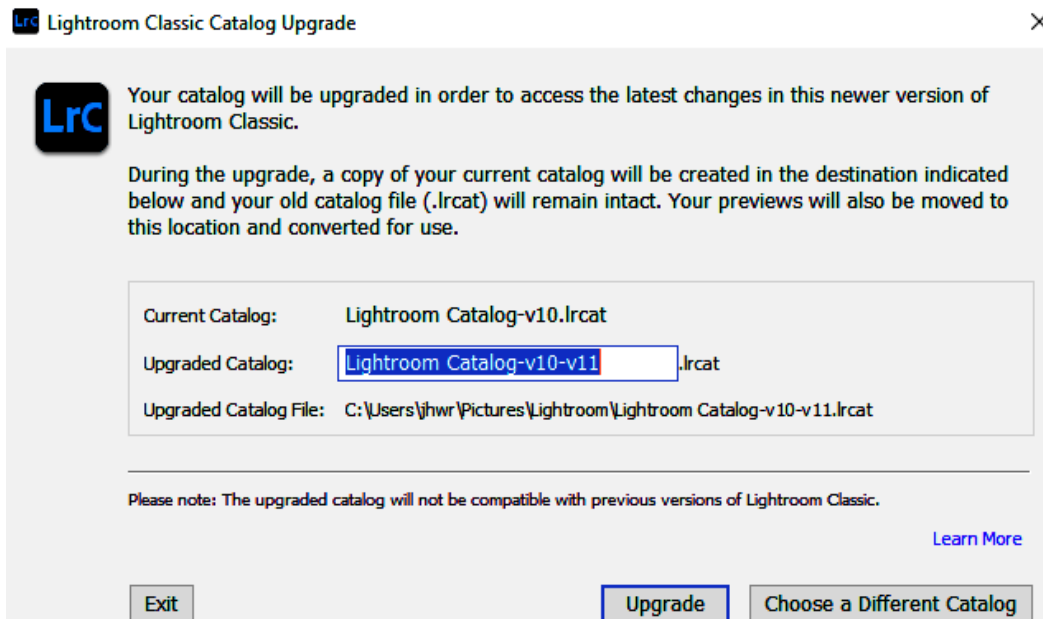 LrC Lightroom Classic Catalog Upgrade
LrC
Your catalog will be upgraded in order to access the latest changes in this newer version of
Lightroom Classic.
During the upgrade, a copy of your current catalog will be created in the destination indicated
below and your old catalog file (.lrcat) will remain intact. Your previews will also be moved to
this location and converted for use.
Current Catalog: Lightroom Catalog-v10.lrcat
Upgraded Catalog: Lightroom Catalog-v10-v11 .lrcat
Upgraded Catalog File: C:\Users\jhwr\Pictures\Lightroom\Lightroom Catalog-v10-v11.lrcat
Please note: The upgraded catalog will not be compatible with previous versions of Lightroom Classic.
Learn More
Exit Upgrade Choose a Different Catalog